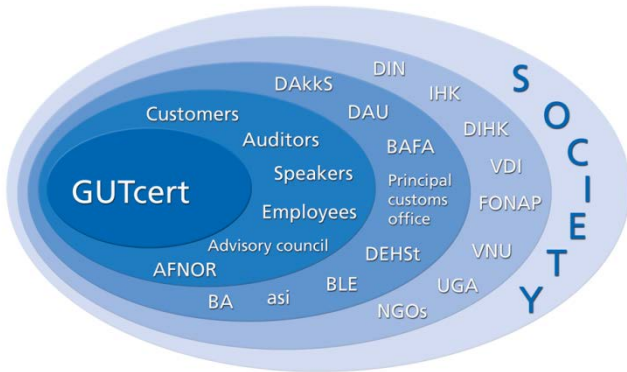 GUTcert
Customers
Auditors
Speakers
Employees
Advisory council
AFNOR
DAkkS
DAU
BAFA
Principal
customs
office
DEHSt
BLE
asi
BA
DIN
IHK
DIHK
VDI
FONAP
VNU
UGA
NGOs
SOCIETY